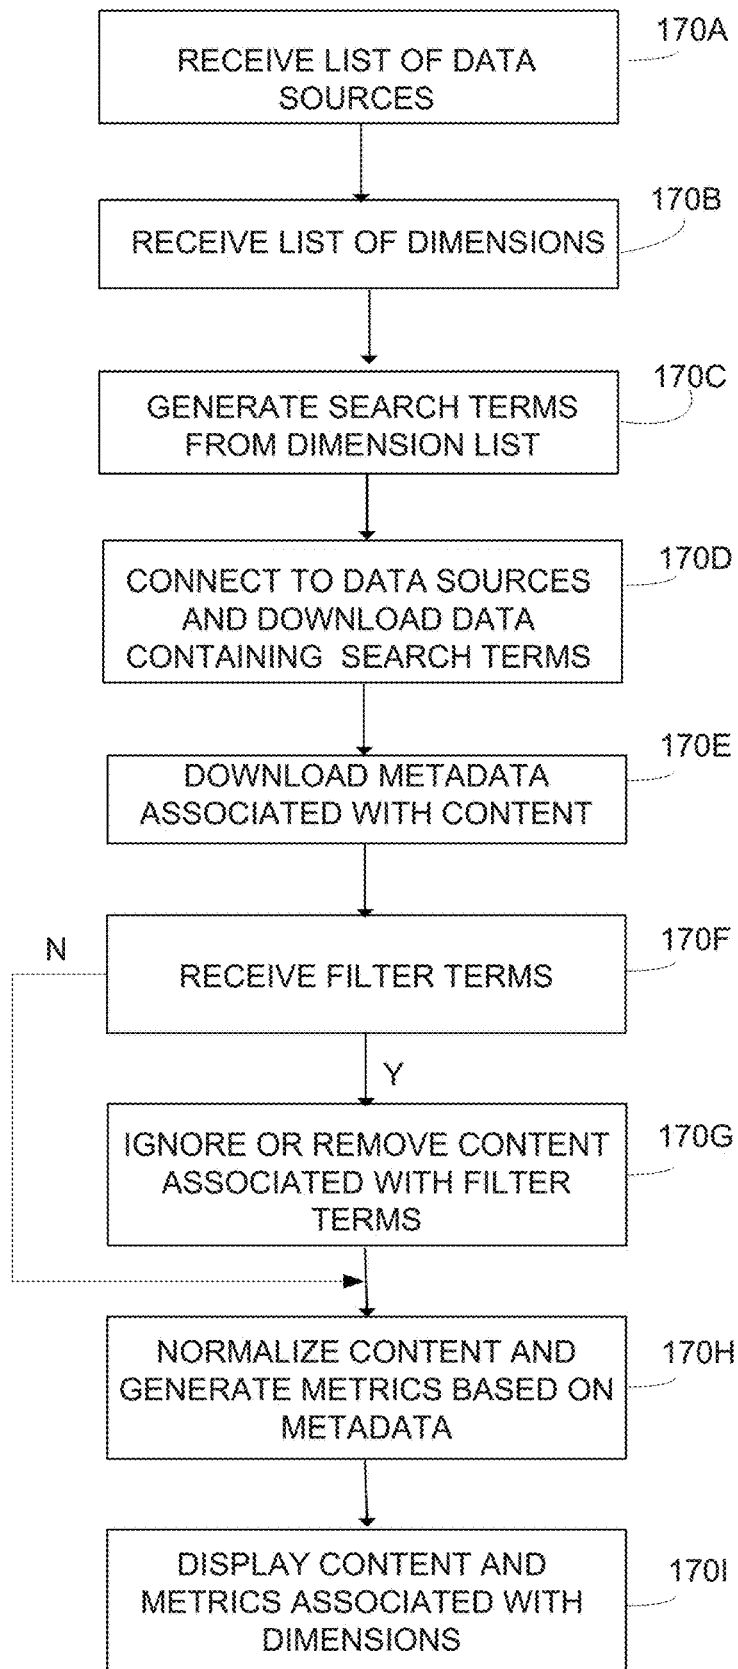 170A
RECEIVE LIST OF DATA
SOURCES
170B
RECEIVE LIST OF DIMENSIONS
170C
GENERATE SEARCH TERMS
FROM DIMENSION LIST
170D
CONNECT TO DATA SOURCES
AND DOWNLOAD DATA
CONTAINING SEARCH TERMS
170E
DOWNLOAD METADATA
ASSOCIATED WITH CONTENT
170F
N
RECEIVE FILTER TERMS
Y
170G
IGNORE OR REMOVE CONTENT
ASSOCIATED WITH FILTER
TERMS
170H
NORMALIZE CONTENT AND
GENERATE METRICS BASED ON
METADATA
170I
DISPLAY CONTENT AND
METRICS ASSOCIATED WITH
DIMENSIONS